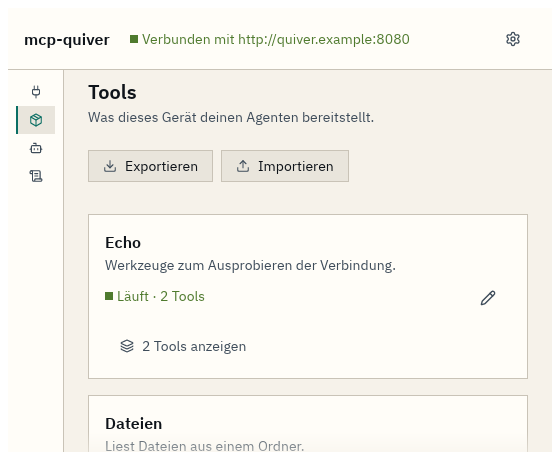 mcp-quiver
Verbunden mit http://quiver.example:8080
Tools
Was dieses Gerät deinen Agenten bereitstellt.
Exportieren
Importieren
Echo
Werkzeuge zum Ausprobieren der Verbindung.
Läuft · 2 Tools
2 Tools anzeigen
Dateien
Liest Dateien aus einem Ordner.